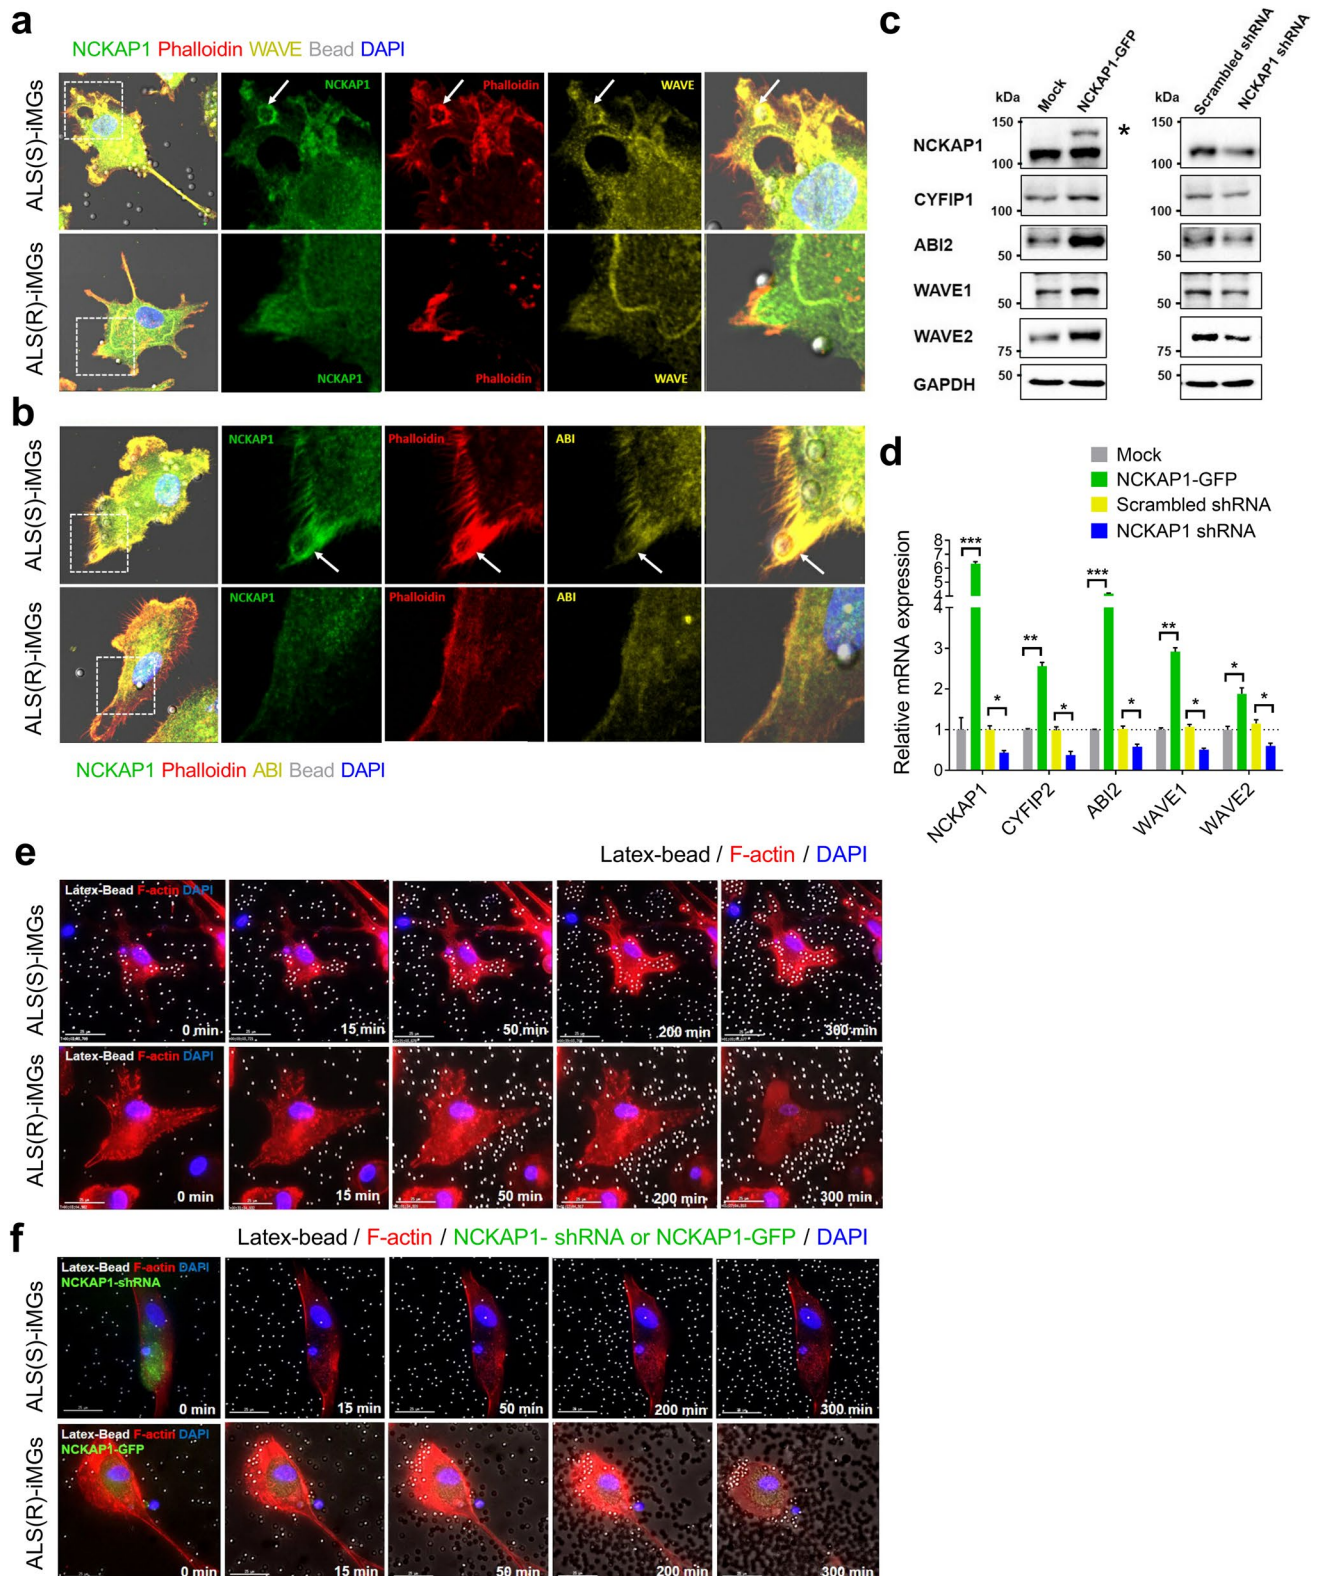 a
NCKAP1 Phalloidin WAVE Bead DAPI
ALS(S)-iMGs
NCKAP1
Phalloidin
WAVE
ALS(R)-iMGs
NCKAP1
Phalloidin
WAVE
b
ALS(S)-iMGs
NCKAP1
Phalloidin
ABI
ALS(R)-iMGs
NCKAP1
Phalloidin
ABI
NCKAP1 Phalloidin ABI Bead DAPI
c
kDa
Mock
NCKAP1-GFP
kDa
Scrambled shRNA
NCKAP1 shRNA
NCKAP1
150
100
*
150
100
CYFIP1
100
100
ABI2
50
50
WAVE1
50
50
WAVE2
75
75
GAPDH
50
50
d
Mock
NCKAP1-GFP
Scrambled shRNA
NCKAP1 shRNA
Relative mRNA expression
8
7
6
5
4
4
3
2
1
0
***
*
**
*
***
*
**
*
*
*
NCKAP1
CYFIP2
ABI2
WAVE1
WAVE2
e
Latex-bead / F-actin / DAPI
ALS(S)-iMGs
Latex-Bead F-actin DAPI
0 min
15 min
50 min
200 min
300 min
ALS(R)-iMGs
Latex-Bead F-actin DAPI
0 min
15 min
50 min
200 min
300 min
f
Latex-bead / F-actin / NCKAP1- shRNA or NCKAP1-GFP / DAPI
ALS(S)-iMGs
Latex-Bead F-actin DAPI
NCKAP1-shRNA
0 min
15 min
50 min
200 min
300 min
ALS(R)-iMGs
Latex-Bead F-actin DAPI
NCKAP1-GFP
0 min
15 min
50 min
200 min
300 min